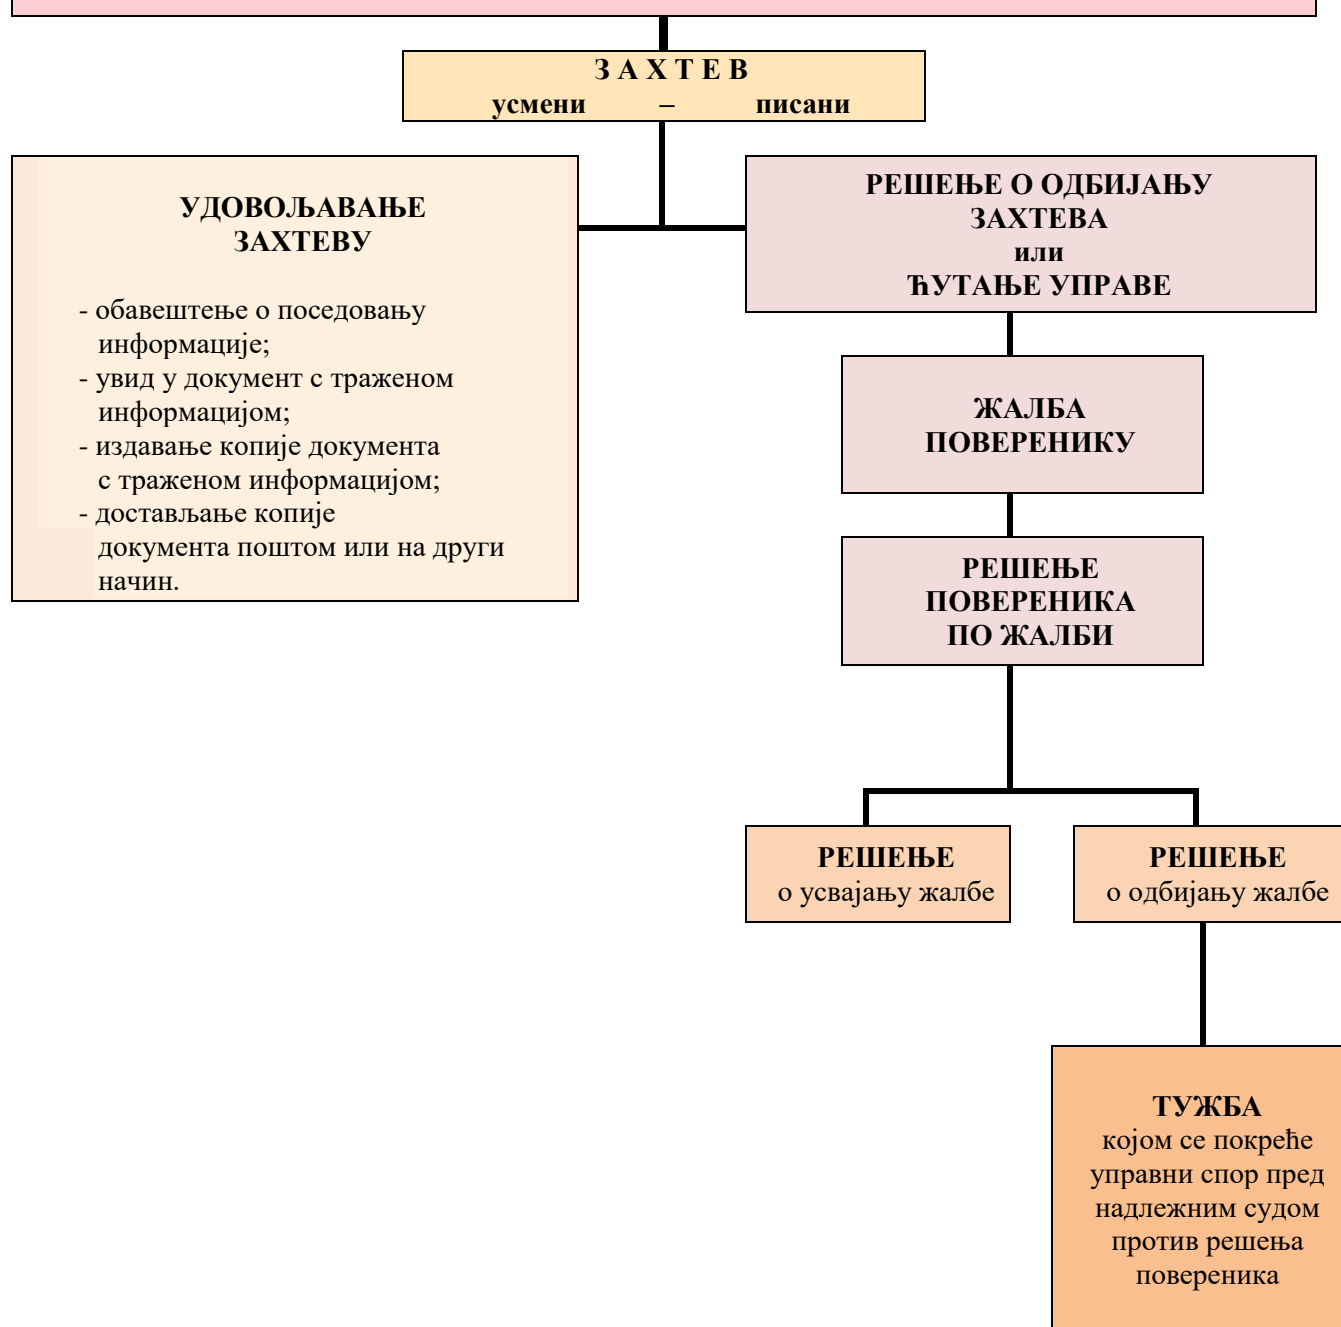 З А Х Т Е В
усмени – писани
УДОВОЉАВАЊЕ
ЗАХТЕВУ
- обавештење о поседовању
информације;
- увид у документ с траженом
информацијом;
- издавање копије документа
с траженом информацијом;
- достављање копије
документа поштом или на други
начин.
РЕШЕЊЕ О ОДБИЈАЊУ
ЗАХТЕВА
или
ЋУТАЊЕ УПРАВЕ
ЖАЛБА
ПОВЕРЕНИКУ
РЕШЕЊЕ
ПОВЕРЕНИКА
ПО ЖАЛБИ
РЕШЕЊЕ
о усвајању жалбе
РЕШЕЊЕ
о одбијању жалбе
ТУЖБА
којом се покреће
управни спор пред
надлежним судом
против решења
повереника